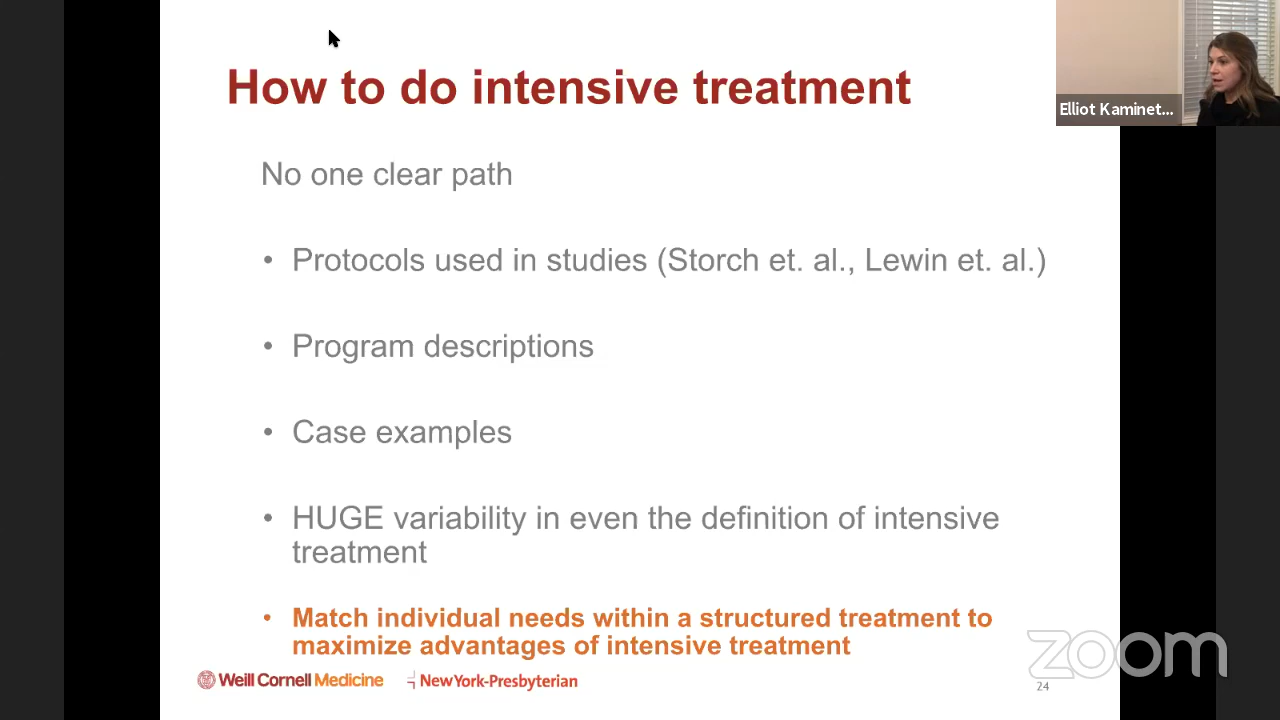 How to do intensive treatment
Elliot Kaminet...
No one clear path
• Protocols used in studies (Storch et. al., Lewin et. al.)
• Program descriptions
• Case examples
• HUGE variability in even the definition of intensive
treatment
• Match individual needs within a structured treatment to
maximize advantages of intensive treatment
Weill Cornell Medicine
NewYork-Presbyterian
zoom
24